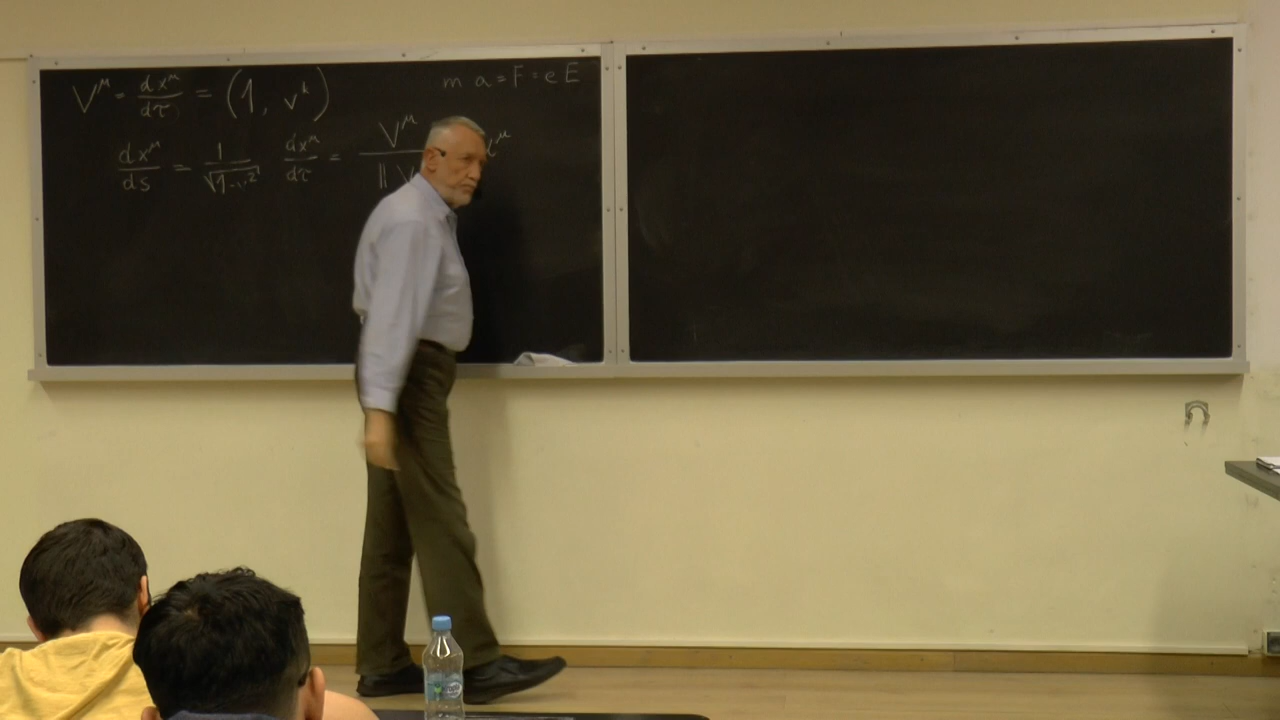 V^μ = dx^μ/dτ = (1, v^k)
m a = F = e E
dx^μ/ds = 1/√(1-v²) dx^μ/dτ = V^μ/‖V